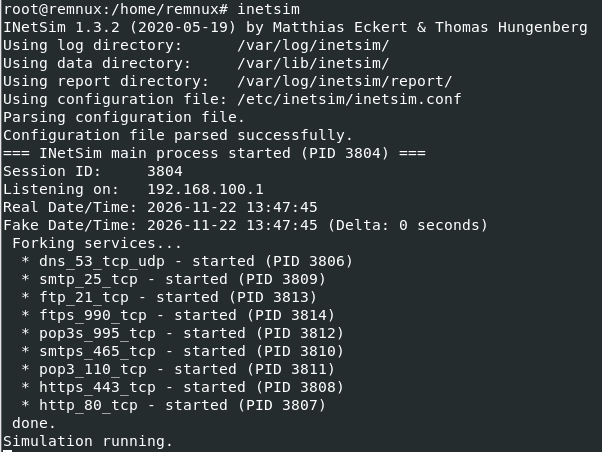 root@remnux:/home/remnux# inetsim
INetSim 1.3.2 (2020-05-19) by Matthias Eckert & Thomas Hungenberg
Using log directory:      /var/log/inetsim/
Using data directory:     /var/lib/inetsim/
Using report directory:   /var/log/inetsim/report/
Using configuration file: /etc/inetsim/inetsim.conf
Parsing configuration file.
Configuration file parsed successfully.
=== INetSim main process started (PID 3804) ===
Session ID:     3804
Listening on:   192.168.100.1
Real Date/Time: 2026-11-22 13:47:45
Fake Date/Time: 2026-11-22 13:47:45 (Delta: 0 seconds)
 Forking services...
  * dns_53_tcp_udp - started (PID 3806)
  * smtp_25_tcp - started (PID 3809)
  * ftp_21_tcp - started (PID 3813)
  * ftps_990_tcp - started (PID 3814)
  * pop3s_995_tcp - started (PID 3812)
  * smtps_465_tcp - started (PID 3810)
  * pop3_110_tcp - started (PID 3811)
  * https_443_tcp - started (PID 3808)
  * http_80_tcp - started (PID 3807)
 done.
Simulation running.